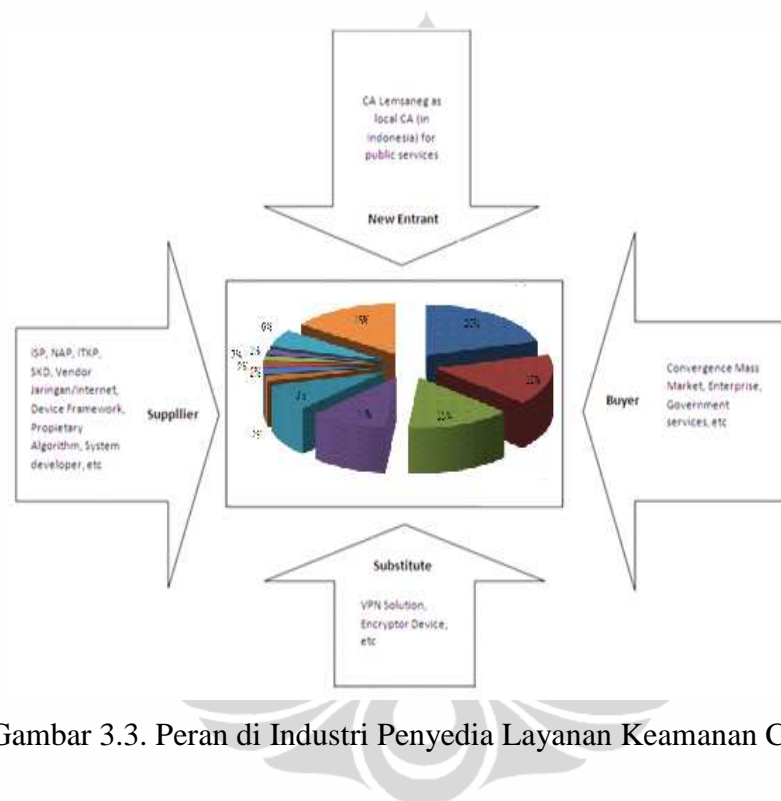 CA Lemsaneg as
local CA (in
Indonesia) for
public services
New Entrant
ISP, NAP, ITKP,
SKD, Vendor
Jaringan/Internet,
Device Framework,
Propietary
Algorithm, System
developer, etc
Suppllier
6%
2%
Buyer
Convergence Mass
Market, Enterprise,
Government
services, etc
Substitute
VPN Solution,
Encryptor Device,
etc
Gambar 3.3. Peran di Industri Penyedia Layanan Keamanan